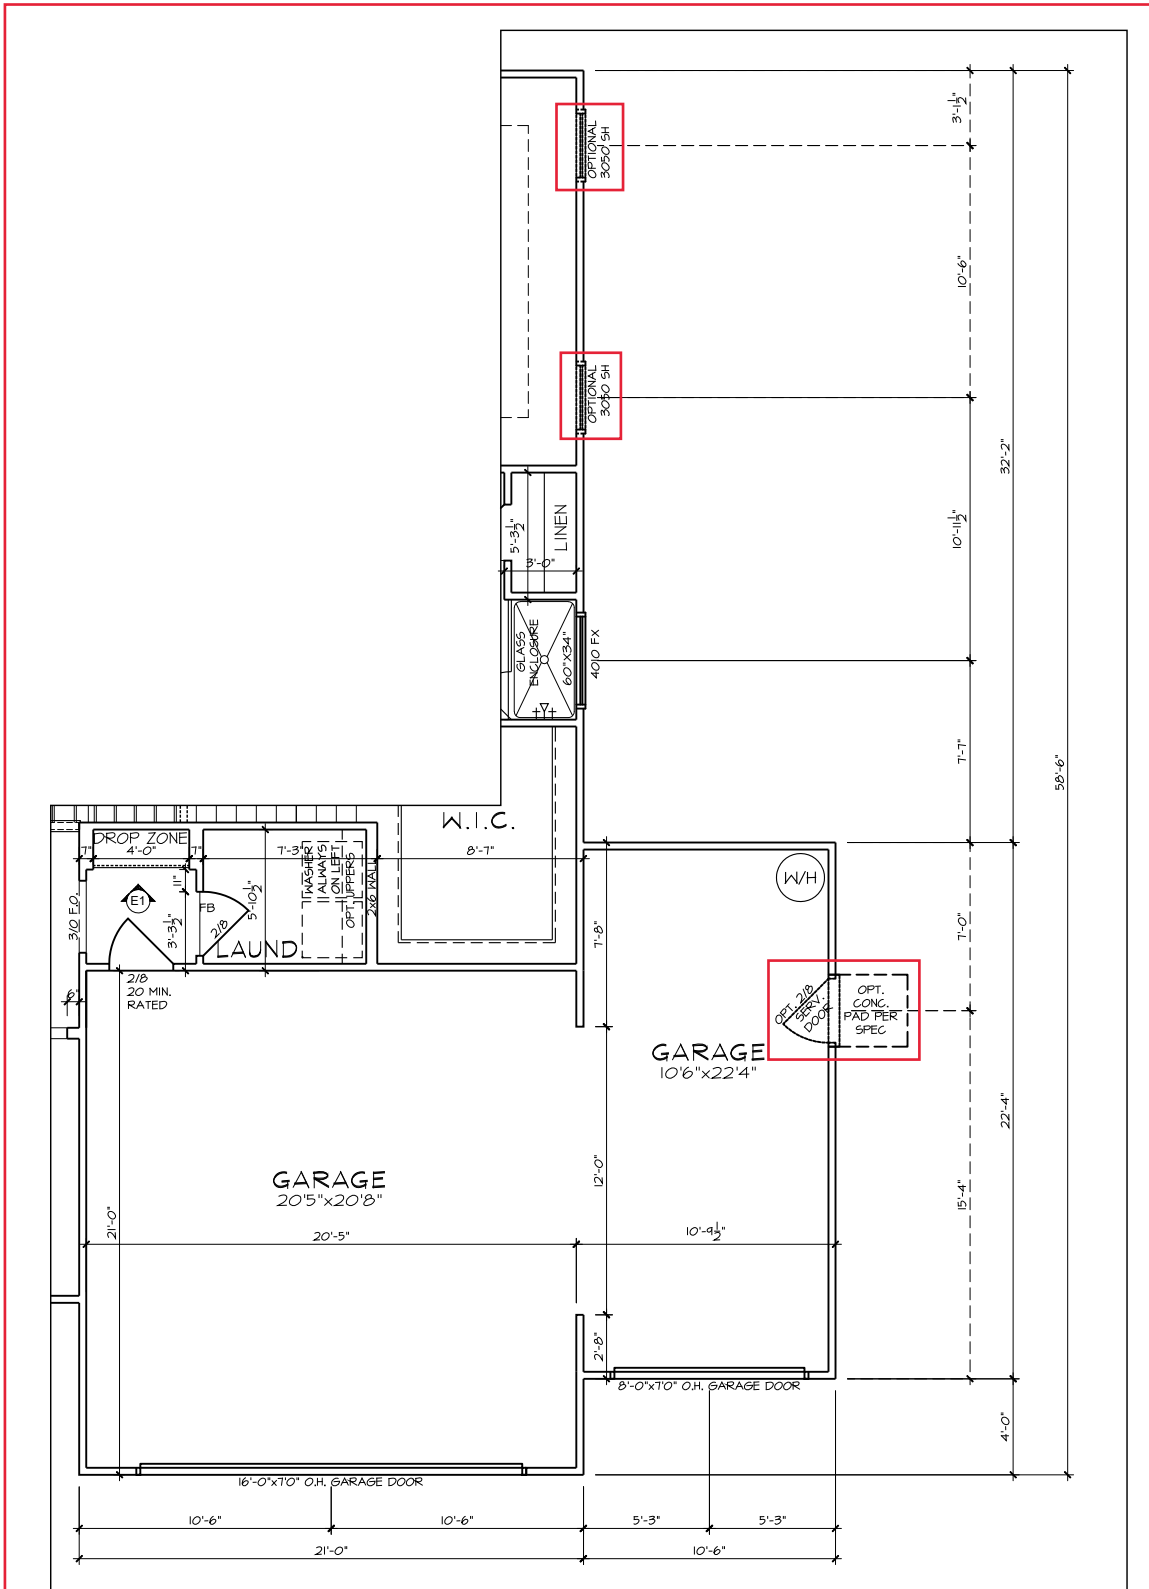 3'-1½"
OPTIONAL
3050 SH
10'-6"
OPTIONAL
3050 SH
32'-2"
10'-11½"
5'-3½"
LINEN
3'-0"
GLASS
ENCLOSURE
60"X34"
4010 FX
7'-7"
58'-6"
W.I.C.
DROP ZONE
7"
4'-0"
7"
7'-3"
8'-7"
WASHER
ALWAYS
ON LEFT
OPT. UPPERS
2x6 WALL
W/H
11"
E1
FB
5'-10½"
3/0 F.O.
3'-3½"
2/8
LAUND
7'-8"
7'-0"
2/8
20 MIN.
RATED
6"
OPT. 2/8
SERV.
DOOR
OPT.
CONC.
PAD PER
SPEC
GARAGE
10'6"x22'4"
22'-4"
GARAGE
20'5"x20'8"
12'-0"
15'-4"
21'-0"
20'-5"
10'-9½"
2'-8"
8'-0"x7'0" O.H. GARAGE DOOR
4'-0"
16'-0"x7'0" O.H. GARAGE DOOR
10'-6"
10'-6"
5'-3"
5'-3"
21'-0"
10'-6"